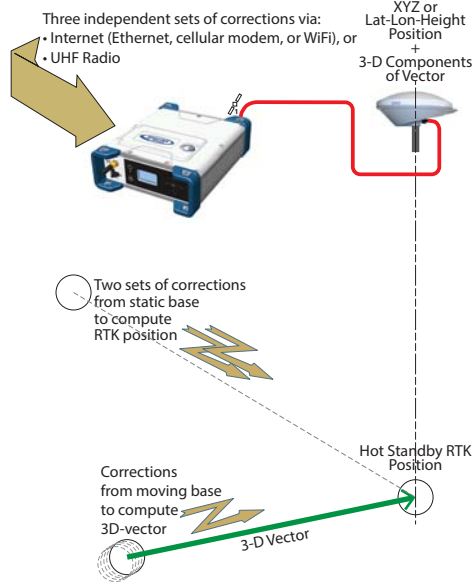 Three independent sets of corrections via:
• Internet (Ethernet, cellular modem, or WiFi), or
• UHF Radio
XYZ or
Lat-Lon-Height
Position
+
3-D Components
of Vector
Two sets of corrections
from static base
to compute
RTK position
Hot Standby RTK
Position
Corrections
from moving base
to compute
3D-vector
3-D Vector